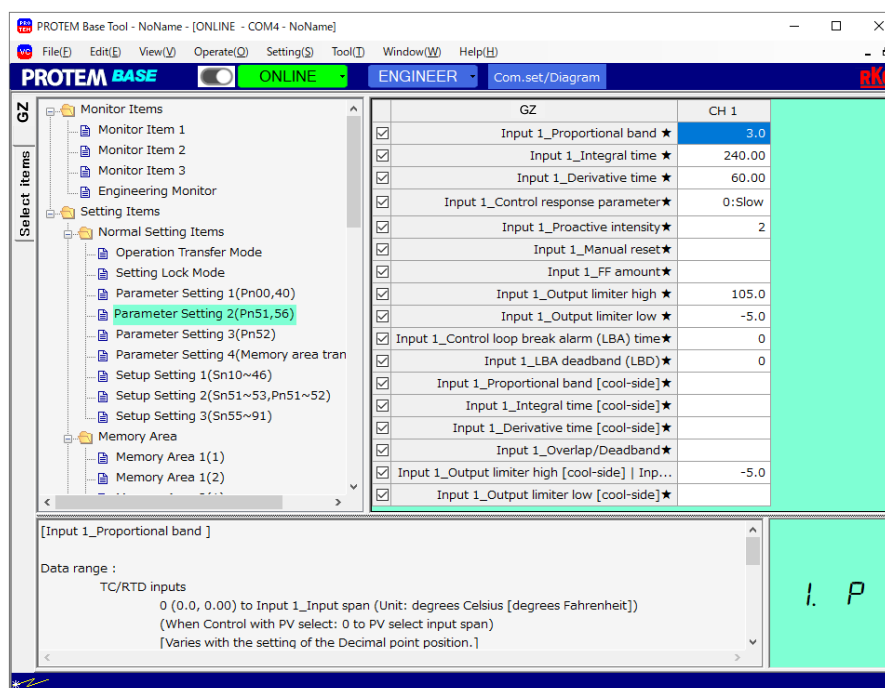 PROTEM Base Tool - NoName - [ONLINE - COM4 - NoName]
File(F) Edit(E) View(V) Operate(O) Setting(S) Tool(T) Window(W) Help(H)
PROTEM BASE ONLINE ENGINEER Com.set/Diagram RKC
GZ
Select items
Monitor Items
Monitor Item 1
Monitor Item 2
Monitor Item 3
Engineering Monitor
Setting Items
Normal Setting Items
Operation Transfer Mode
Setting Lock Mode
Parameter Setting 1(Pn00,40)
Parameter Setting 2(Pn51,56)
Parameter Setting 3(Pn52)
Parameter Setting 4(Memory area tran
Setup Setting 1(Sn10~46)
Setup Setting 2(Sn51~53,Pn51~52)
Setup Setting 3(Sn55~91)
Memory Area
Memory Area 1(1)
Memory Area 1(2)
GZ CH 1
Input 1_Proportional band ★ 3.0
Input 1_Integral time ★ 240.00
Input 1_Derivative time ★ 60.00
Input 1_Control response parameter★ 0:Slow
Input 1_Proactive intensity★ 2
Input 1_Manual reset★
Input 1_FF amount★
Input 1_Output limiter high ★ 105.0
Input 1_Output limiter low ★ -5.0
Input 1_Control loop break alarm (LBA) time★ 0
Input 1_LBA deadband (LBD)★ 0
Input 1_Proportional band [cool-side]★
Input 1_Integral time [cool-side]★
Input 1_Derivative time [cool-side]★
Input 1_Overlap/Deadband★
Input 1_Output limiter high [cool-side] | Inp... -5.0
Input 1_Output limiter low [cool-side]★
[Input 1_Proportional band ]
Data range :
TC/RTD inputs
0 (0.0, 0.00) to Input 1_Input span (Unit: degrees Celsius [degrees Fahrenheit])
(When Control with PV select: 0 to PV select input span)
[Varies with the setting of the Decimal point position.]
1. P